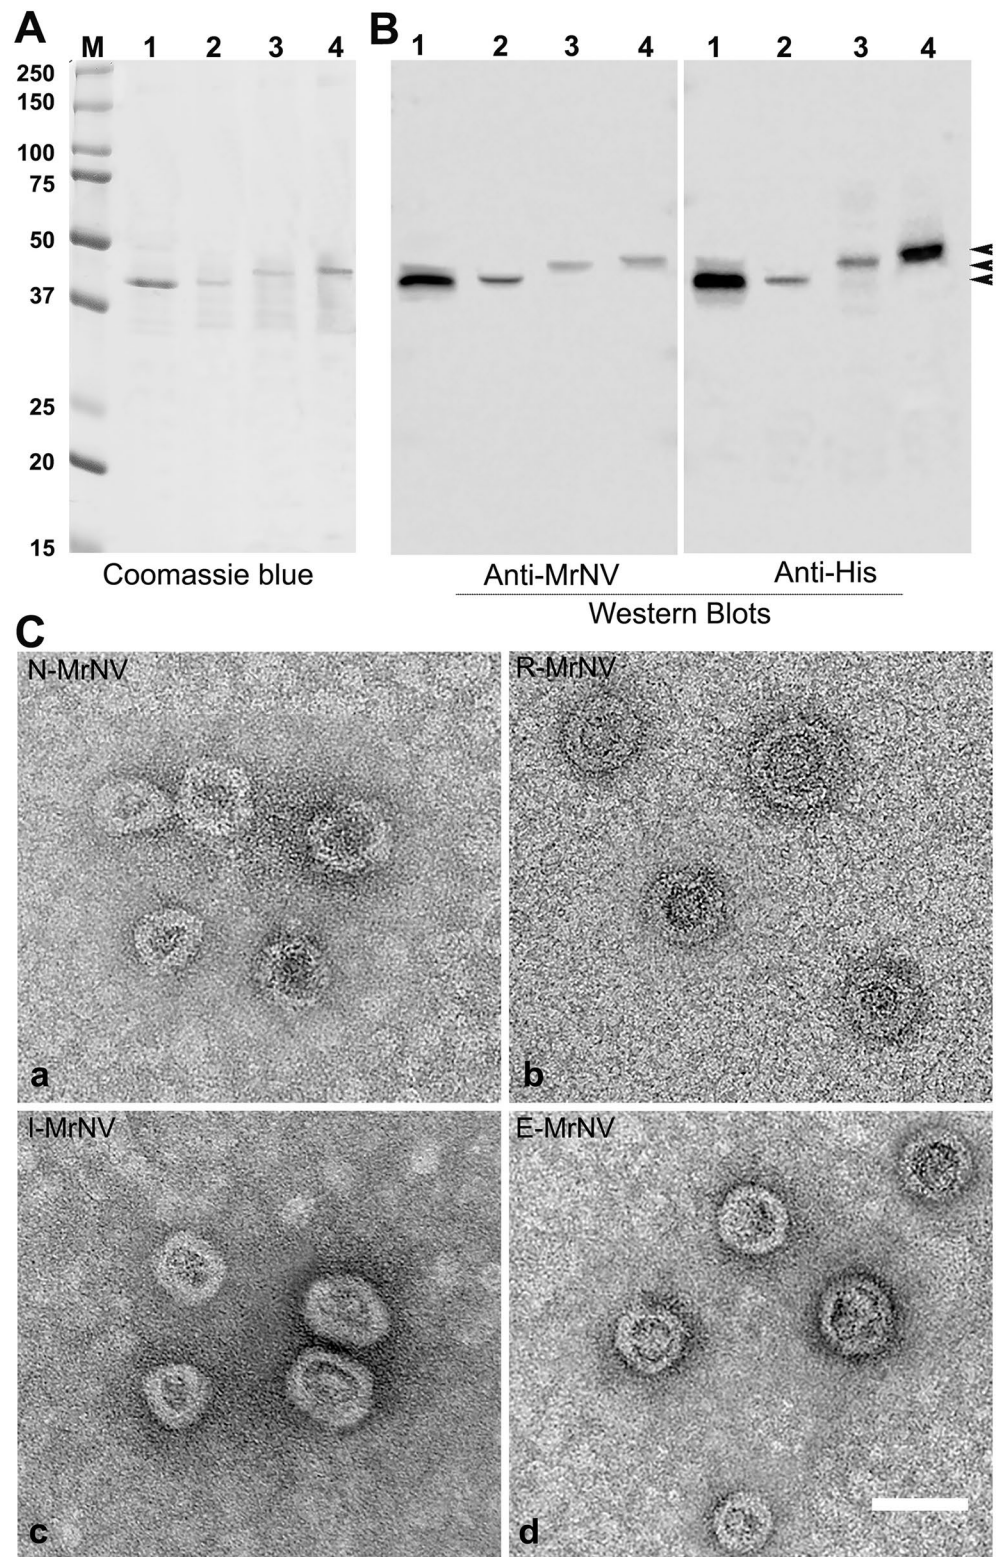 A
B
M 1 2 3 4
1 2 3 4
1 2 3 4
250
150
100
75
50
37
25
20
15
Coomassie blue
Anti-MrNV
Anti-His
Western Blots
C
N-MrNV
R-MrNV
a
b
I-MrNV
E-MrNV
c
d